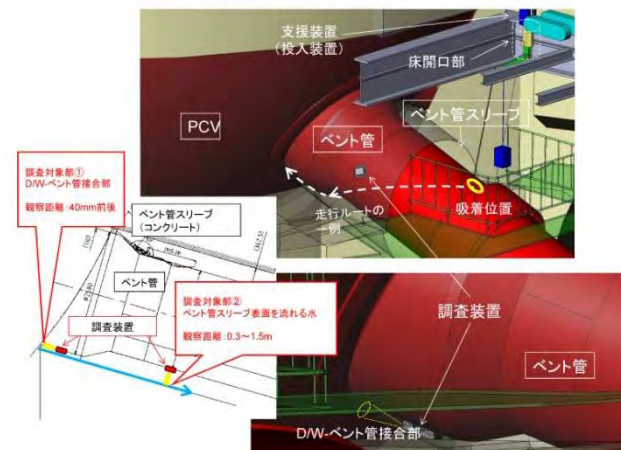 支援装置
(投入装置)
床開口部
ベント管スリーブ
PCV
ベント管
吸着位置
走行ルートの
一例
調査対象部①
D/W-ベント管接合部
観察距離:40mm前後
ベント管スリーブ
(コンクリート)
ベント管
調査装置
調査対象部②
ベント管スリーブ表面を流れる水
観察距離:0.3~1.5m
調査装置
ベント管
D/W-ベント管接合部